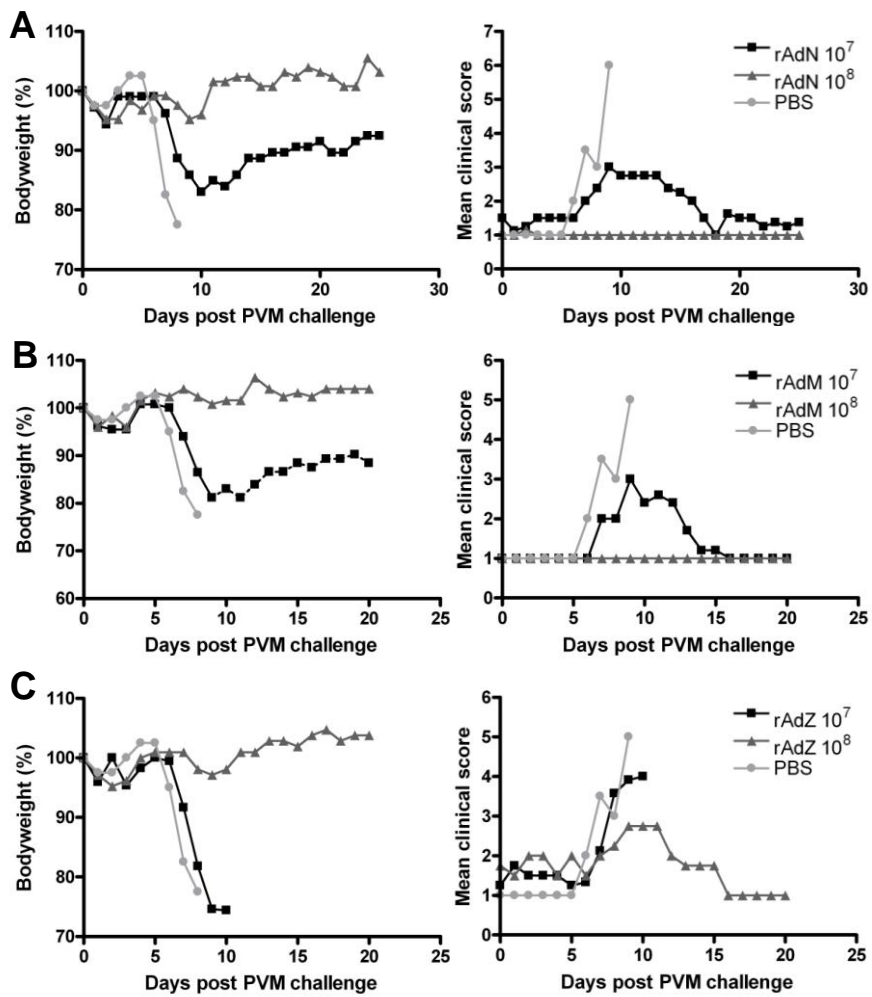 A
Bodyweight (%)
110
100
90
80
70
0
10
20
30
Days post PVM challenge
Mean clinical score
7
6
5
4
3
2
1
0
0
10
20
30
Days post PVM challenge
rAdN 10⁷
rAdN 10⁸
PBS
B
Bodyweight (%)
110
100
90
80
70
60
0
5
10
15
20
25
Days post PVM challenge
Mean clinical score
6
5
4
3
2
1
0
0
5
10
15
20
25
Days post PVM challenge
rAdM 10⁷
rAdM 10⁸
PBS
C
Bodyweight (%)
110
100
90
80
70
0
5
10
15
20
25
Days post PVM challenge
Mean clinical score
6
5
4
3
2
1
0
0
5
10
15
20
25
Days post PVM challenge
rAdZ 10⁷
rAdZ 10⁸
PBS